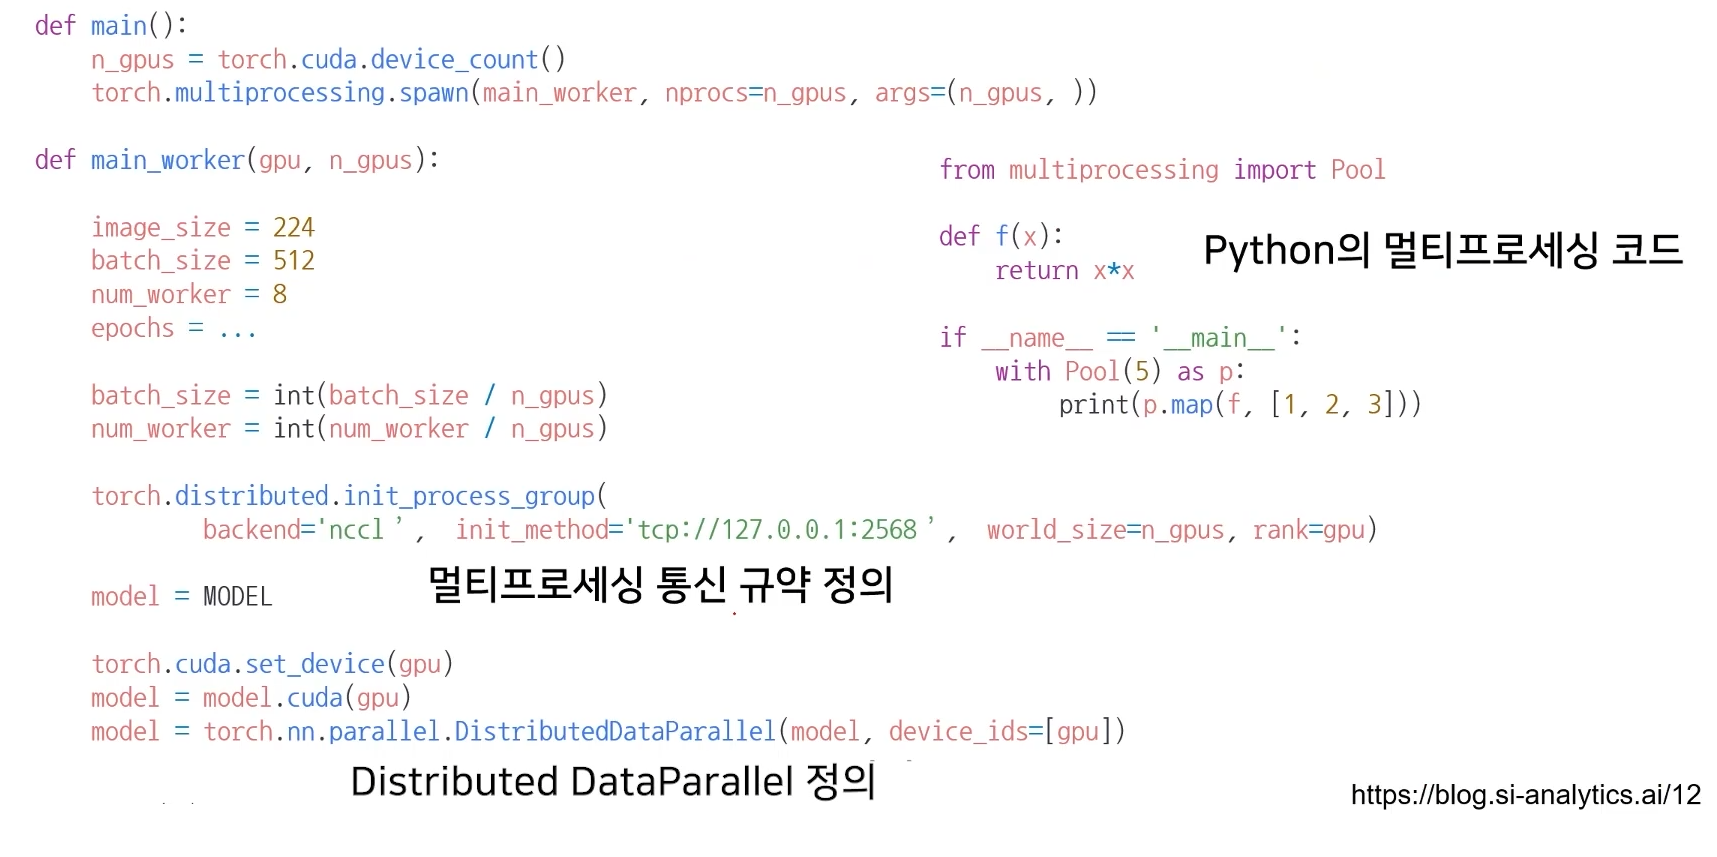 def main():
    n_gpus = torch.cuda.device_count()
    torch.multiprocessing.spawn(main_worker, nprocs=n_gpus, args=(n_gpus, ))
def main_worker(gpu, n_gpus):
    image_size = 224
    batch_size = 512
    num_worker = 8
    epochs = ...
    batch_size = int(batch_size / n_gpus)
    num_worker = int(num_worker / n_gpus)
    torch.distributed.init_process_group(
            backend='nccl’, init_method='tcp://127.0.0.1:2568’, world_size=n_gpus, rank=gpu)
멀티프로세싱 통신 규약 정의
    model = MODEL
    torch.cuda.set_device(gpu)
    model = model.cuda(gpu)
    model = torch.nn.parallel.DistributedDataParallel(model, device_ids=[gpu])
Distributed DataParallel 정의
from multiprocessing import Pool
def f(x):
    return x*x
Python의 멀티프로세싱 코드
if __name__ == '__main__':
    with Pool(5) as p:
        print(p.map(f, [1, 2, 3]))
https://blog.si-analytics.ai/12